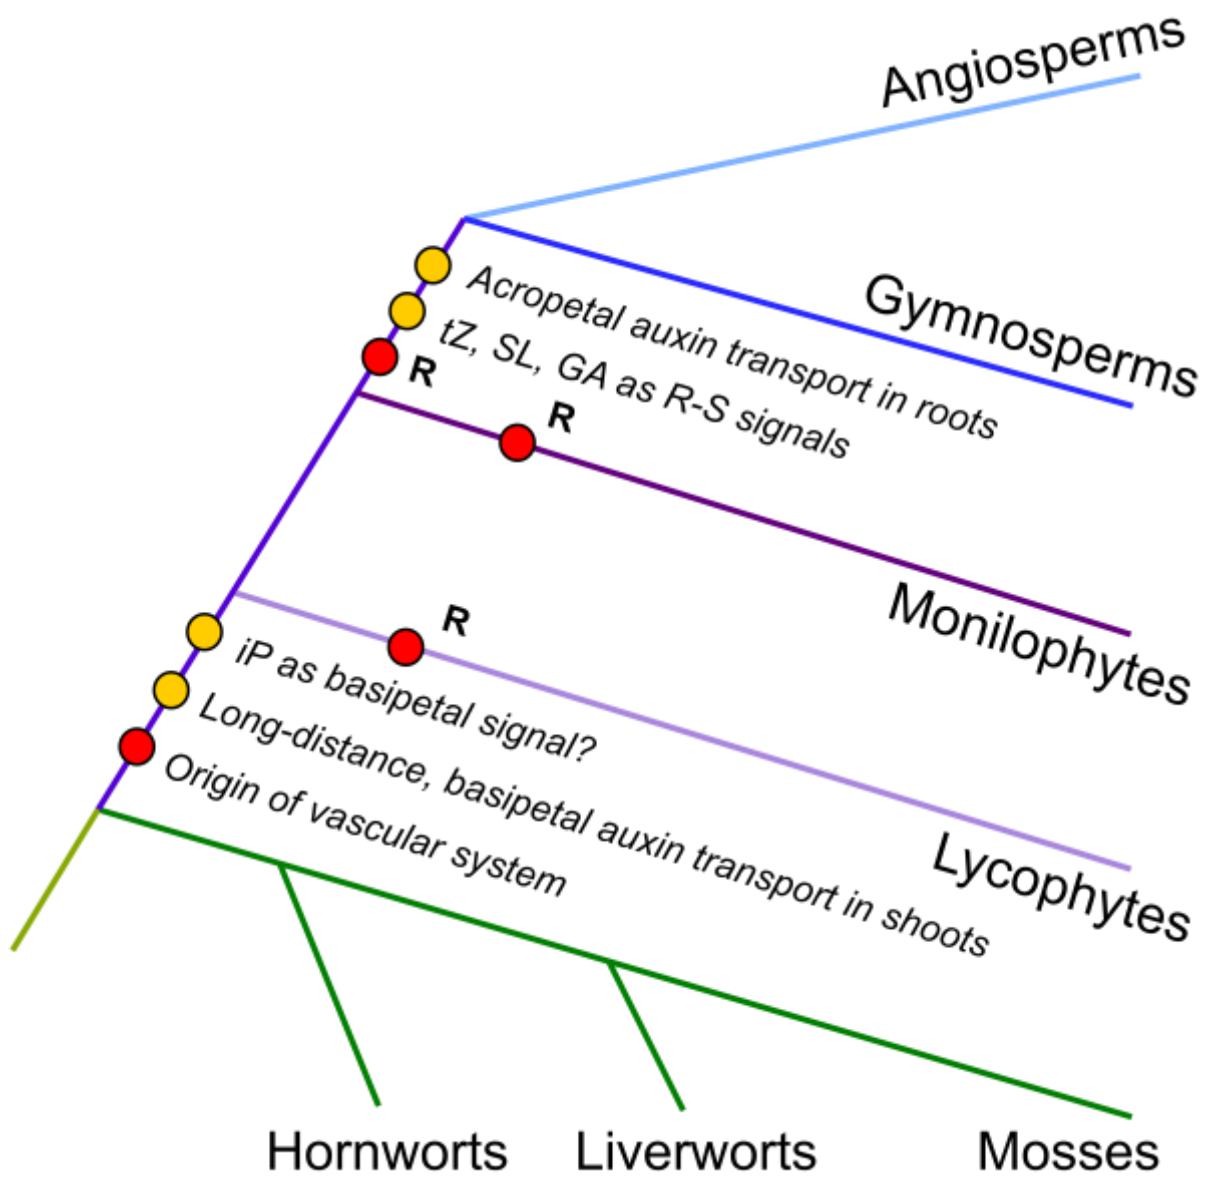 Angiosperms
Gymnosperms
Acropetal auxin transport in roots
tZ, SL, GA as R-S signals
R
R
Monilophytes
R
iP as basipetal signal?
Long-distance, basipetal auxin transport in shoots
Origin of vascular system
Lycophytes
Hornworts
Liverworts
Mosses